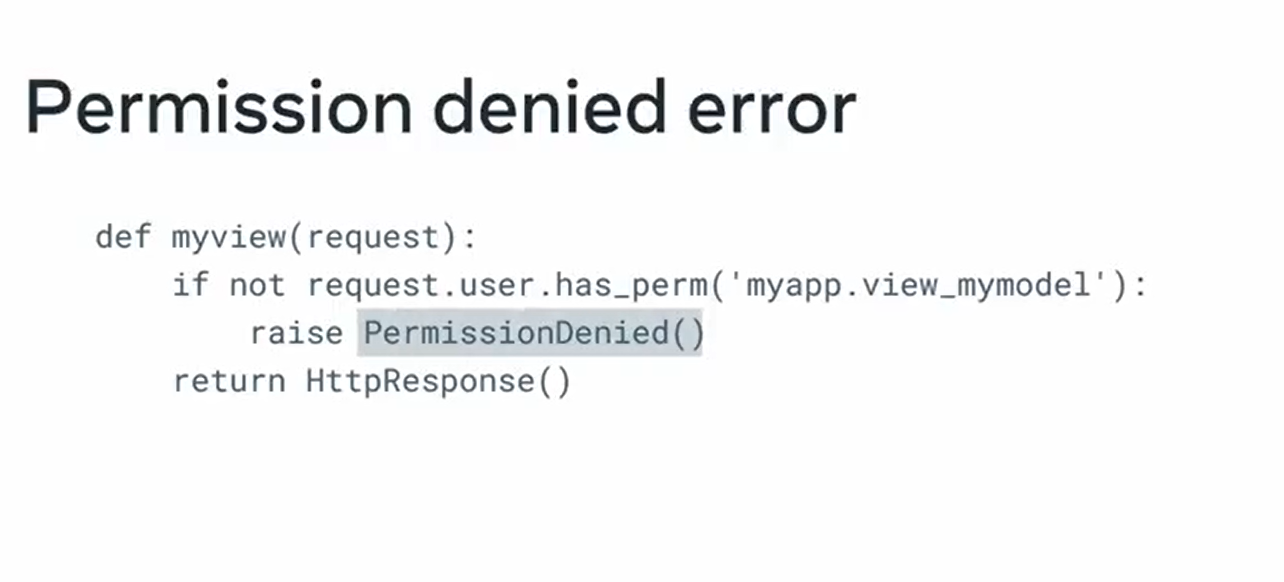 Permission denied error
def myview(request):
    if not request.user.has_perm('myapp.view_mymodel'):
        raise PermissionDenied()
    return HttpResponse()